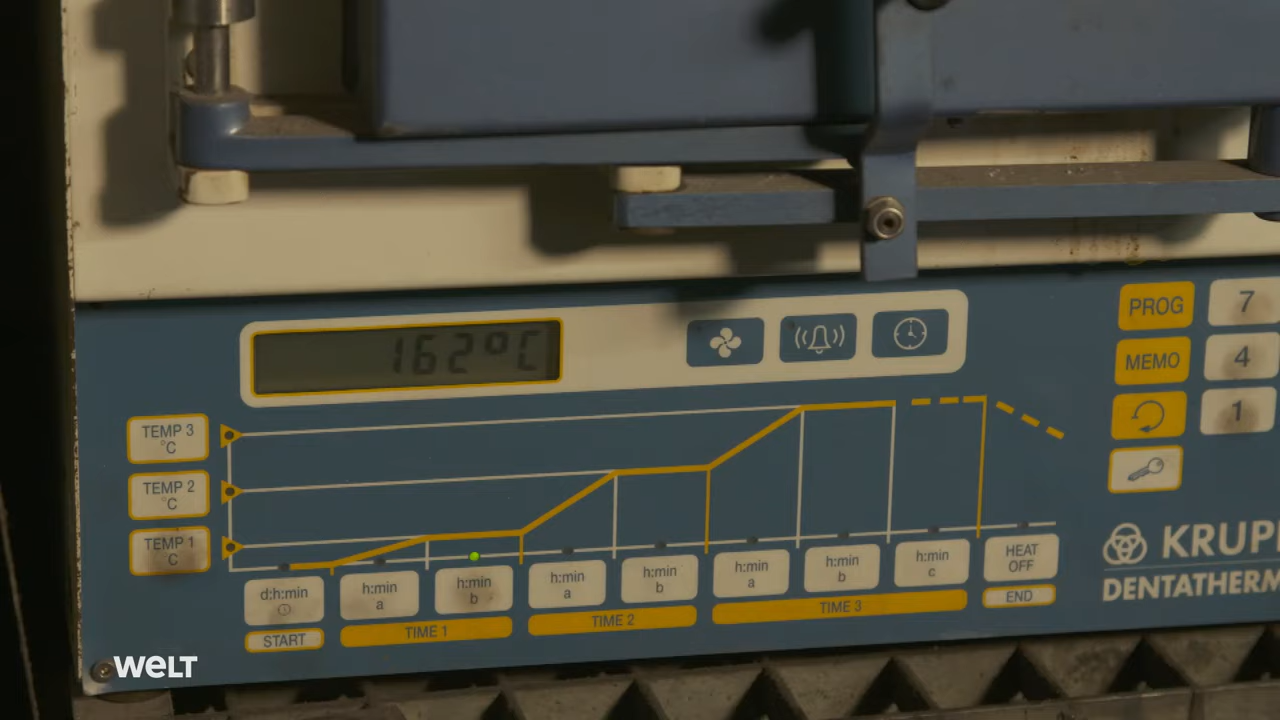 162°C
PROG
7
MEMO
4
1
TEMP 3
°C
TEMP 2
°C
TEMP 1
°C
d:h:min
h:min
a
h:min
b
h:min
a
h:min
b
h:min
a
h:min
b
h:min
c
HEAT
OFF
START
TIME 1
TIME 2
TIME 3
END
KRUPP
DENTATHERM
WELT